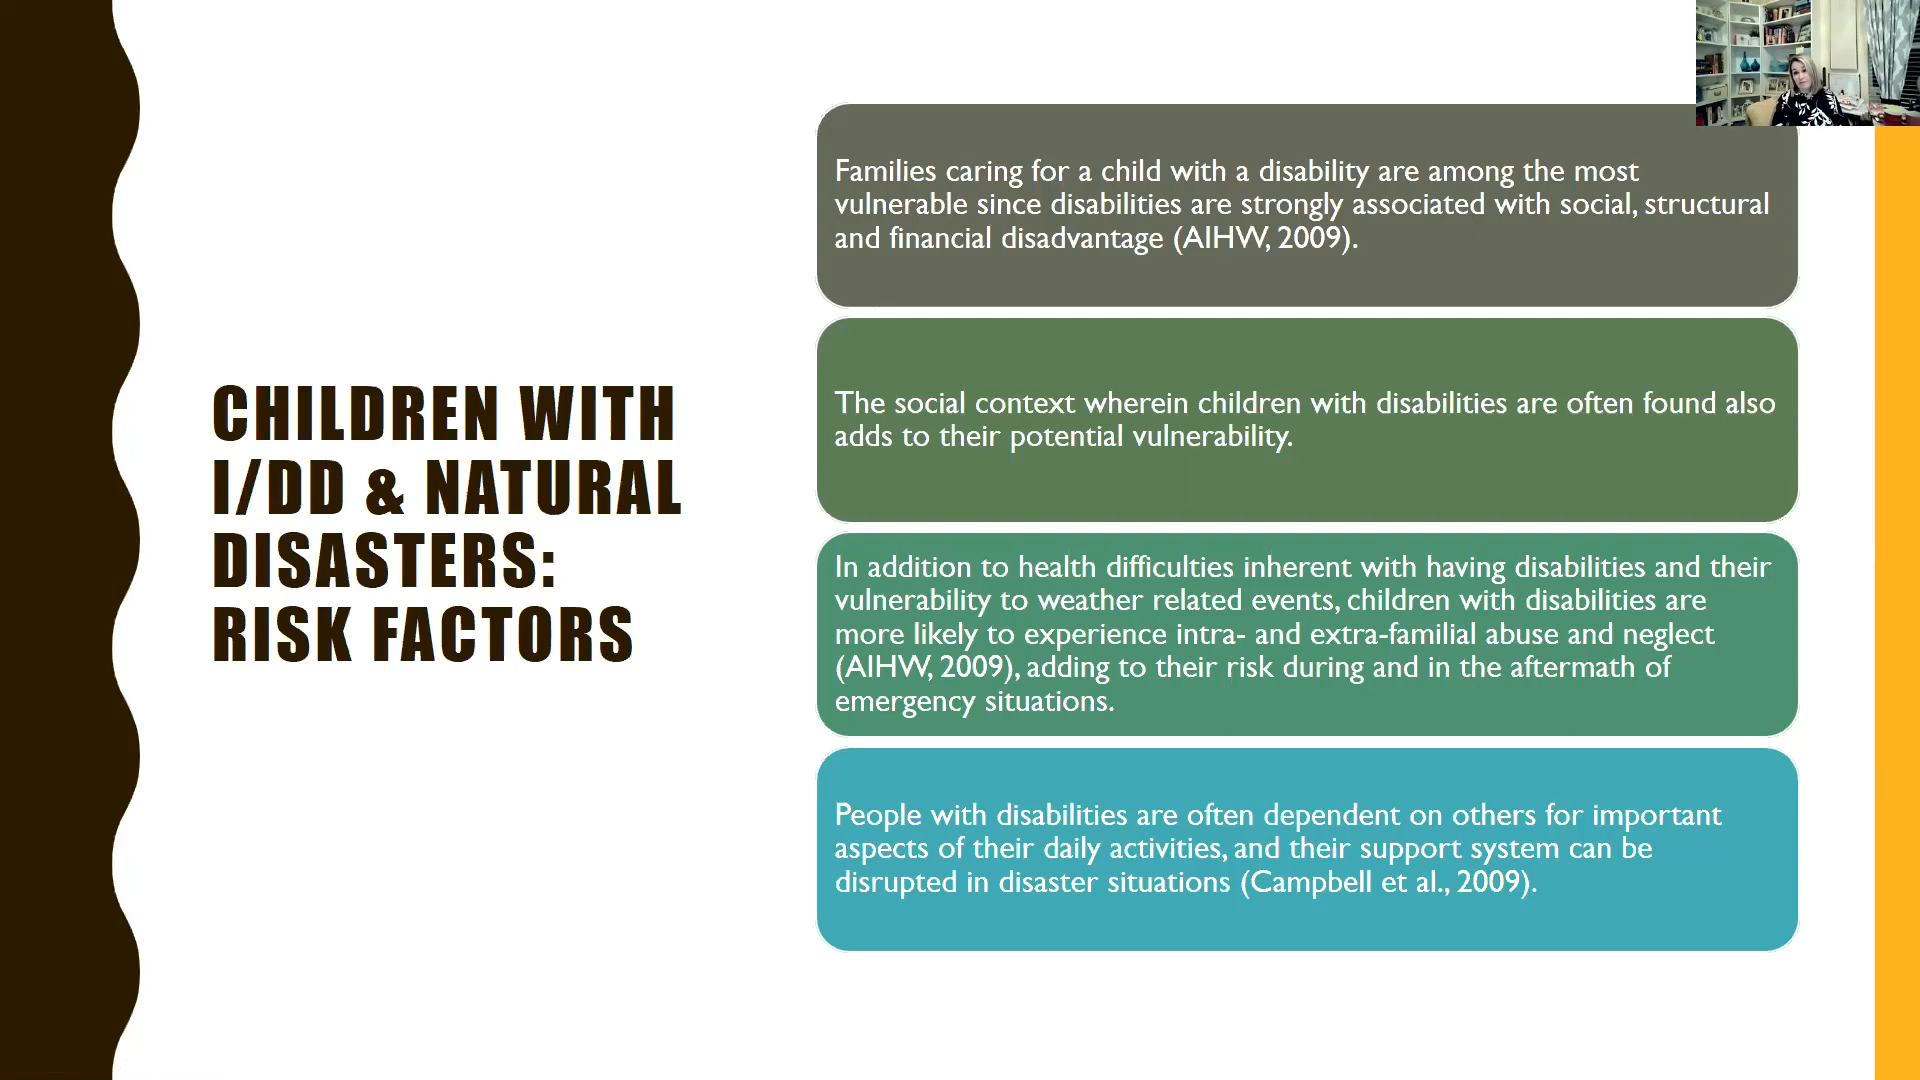 CHILDREN WITH
I/DD & NATURAL
DISASTERS:
RISK FACTORS
Families caring for a child with a disability are among the most
vulnerable since disabilities are strongly associated with social, structural
and financial disadvantage (AIHW, 2009).
The social context wherein children with disabilities are often found also
adds to their potential vulnerability.
In addition to health difficulties inherent with having disabilities and their
vulnerability to weather related events, children with disabilities are
more likely to experience intra- and extra-familial abuse and neglect
(AIHW, 2009), adding to their risk during and in the aftermath of
emergency situations.
People with disabilities are often dependent on others for important
aspects of their daily activities, and their support system can be
disrupted in disaster situations (Campbell et al., 2009).